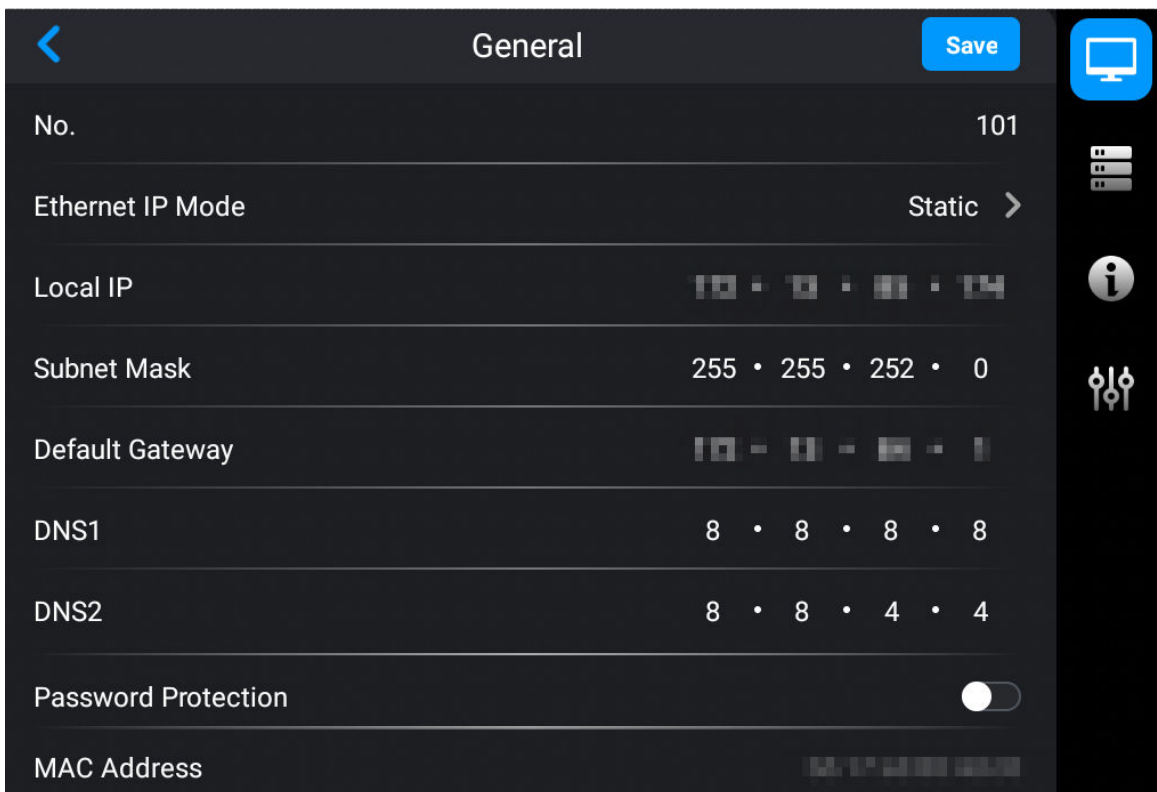 General
Save
No. 101
Ethernet IP Mode Static
Local IP
Subnet Mask 255 • 255 • 252 • 0
Default Gateway
DNS1 8 • 8 • 8 • 8
DNS2 8 • 8 • 4 • 4
Password Protection
MAC Address